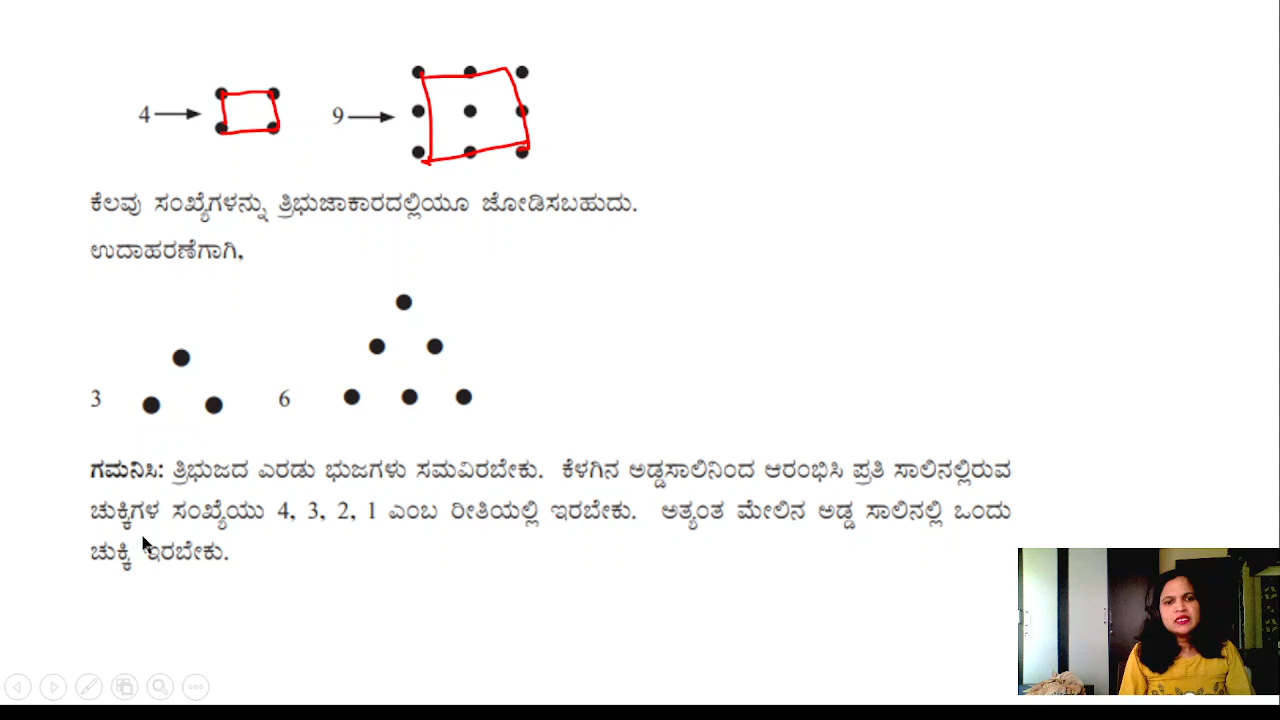 4 9
ಕೆಲವು ಸಂಖ್ಯೆಗಳನ್ನು ತ್ರಿಭುಜಾಕಾರದಲ್ಲಿಯೂ ಜೋಡಿಸಬಹುದು.
ಉದಾಹರಣೆಗಾಗಿ,
3 6
ಗಮನಿಸಿ: ತ್ರಿಭುಜದ ಎರಡು ಭುಜಗಳು ಸಮವಿರಬೇಕು. ಕೆಳಗಿನ ಅಡ್ಡಸಾಲಿನಿಂದ ಆರಂಭಿಸಿ ಪ್ರತಿ ಸಾಲಿನಲ್ಲಿರುವ
ಚುಕ್ಕಿಗಳ ಸಂಖ್ಯೆಯು 4, 3, 2, 1 ಎಂಬ ರೀತಿಯಲ್ಲಿ ಇರಬೇಕು. ಅತ್ಯಂತ ಮೇಲಿನ ಅಡ್ಡ ಸಾಲಿನಲ್ಲಿ ಒಂದು
ಚುಕ್ಕಿ ಇರಬೇಕು.